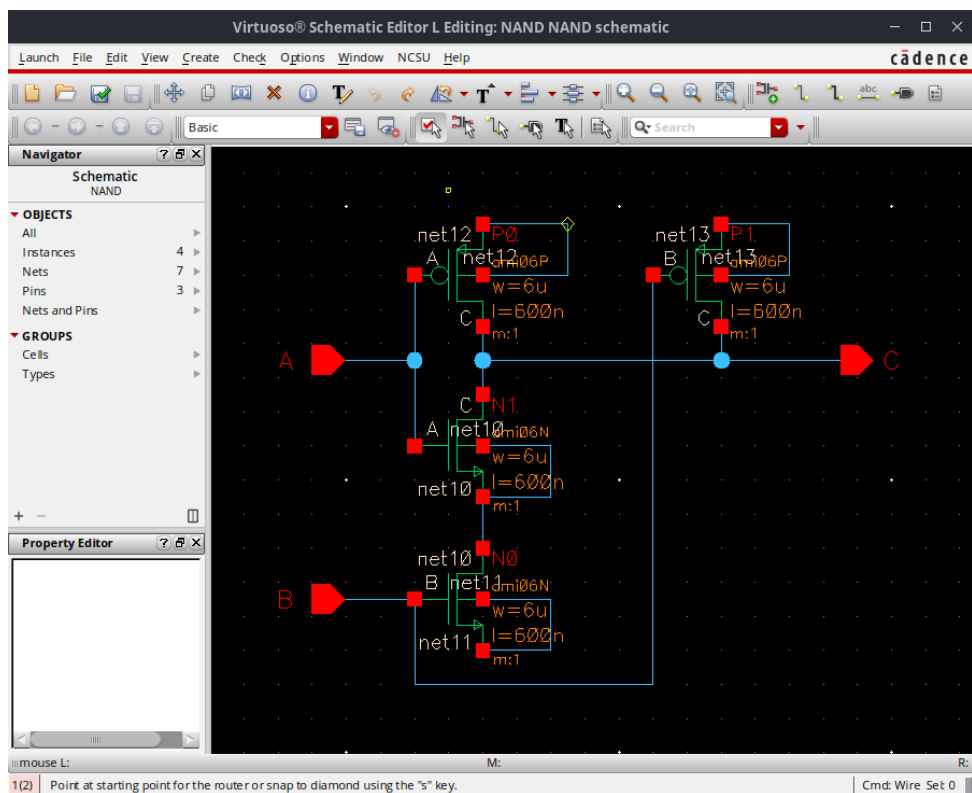 Virtuoso® Schematic Editor L Editing: NAND NAND schematic
Launch File Edit View Create Check Options Window NCSU Help
cādence
abc
Basic
Search
Navigator
Schematic
NAND
OBJECTS
All
Instances 4
Nets 7
Pins 3
Nets and Pins
GROUPS
Cells
Types
Property Editor
net12 P0
A net12 ami06P
w=6u
l=600n
C
m:1
net13 P1
B net13 ami06P
w=6u
l=600n
C
m:1
A
C
C N1
A net10 ami06N
w=6u
l=600n
net10
m:1
net10 N0
B
B net11 ami06N
w=6u
l=600n
net11
m:1
mouse L: M: R:
1(2) Point at starting point for the router or snap to diamond using the "s" key. Cmd: Wire Sel: 0